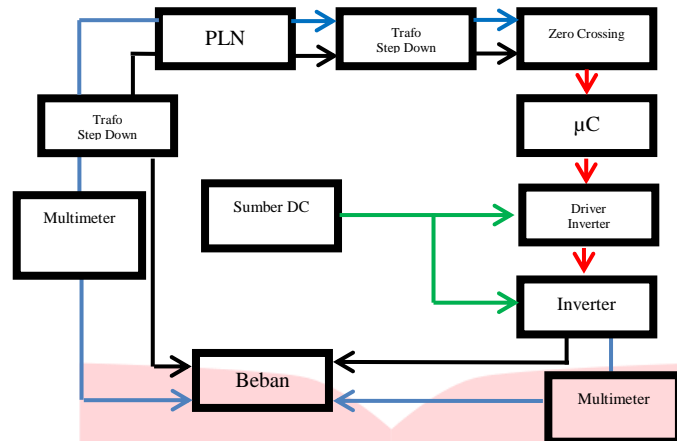 PLN
Trafo
Step Down
Zero Crossing
Trafo
Step Down
µC
Multimeter
Sumber DC
Driver
Inverter
Inverter
Beban
Multimeter